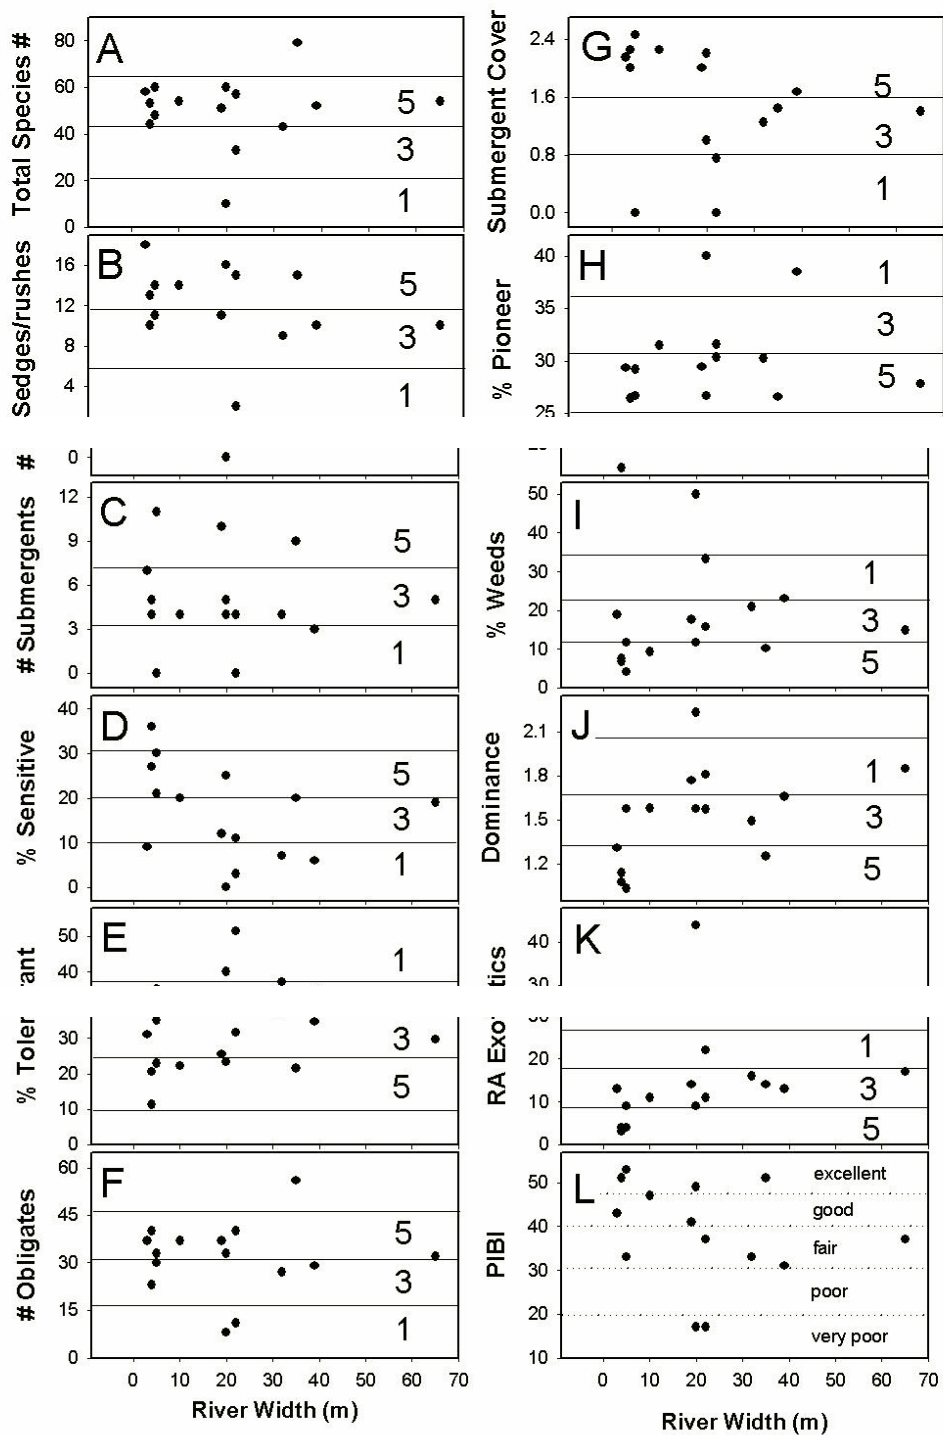 Total Species #
80
60
40
20
0
A
5
3
1
Submergent Cover
2.4
1.6
0.8
0.0
G
5
3
1
Sedges/rushes
16
12
8
4
B
5
3
1
% Pioneer
40
35
30
25
H
1
3
5
#
0
# Submergents
12
9
6
3
0
C
5
3
1
% Weeds
50
40
30
20
10
0
I
1
3
5
% Sensitive
40
30
20
10
0
D
5
3
1
Dominance
2.1
1.8
1.5
1.2
J
1
3
5
rant
50
40
E
1
tics
40
30
K
% Toler
30
20
10
0
3
5
RA Exo
20
10
0
1
3
5
# Obligates
60
45
30
15
0
F
5
3
1
PIBI
50
40
30
20
10
L
excellent
good
fair
poor
very poor
0 10 20 30 40 50 60 70
River Width (m)
0 10 20 30 40 50 60 70
River Width (m)